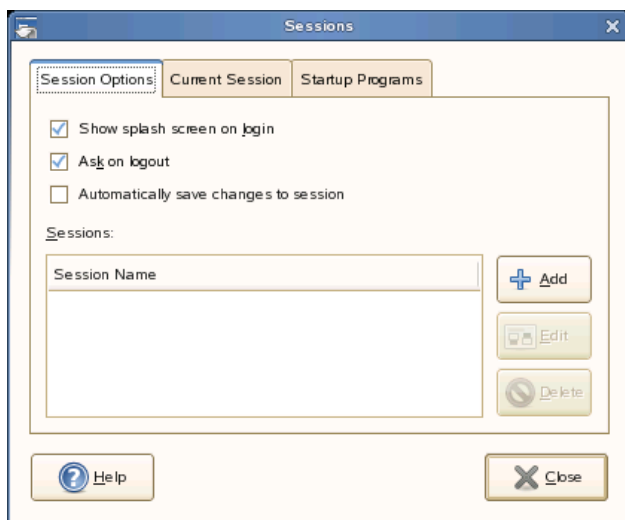 Sessions
Session Options Current Session Startup Programs
Show splash screen on login
Ask on logout
Automatically save changes to session
Sessions:
Session Name
Add
Edit
Delete
Help Close